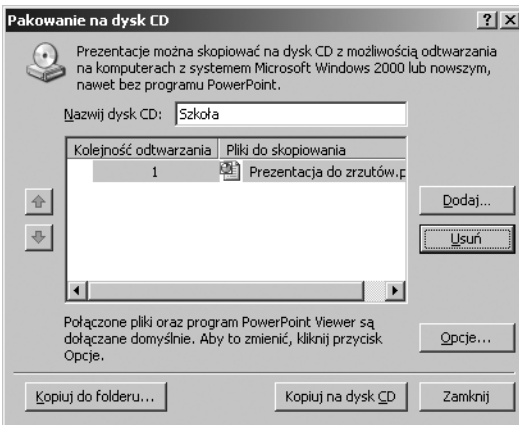 Pakowanie na dysk CD
Prezentacje można skopiować na dysk CD z możliwością odtwarzania
na komputerach z systemem Microsoft Windows 2000 lub nowszym,
nawet bez programu PowerPoint.
Nazwij dysk CD: Szkoła
Kolejność odtwarzania Pliki do skopiowania
1 Prezentacja do zrzutów.p
Dodaj...
Usuń
Połączone pliki oraz program PowerPoint Viewer są
dołączane domyślnie. Aby to zmienić, kliknij przycisk
Opcje.
Opcje...
Kopiuj do folderu... Kopiuj na dysk CD Zamknij